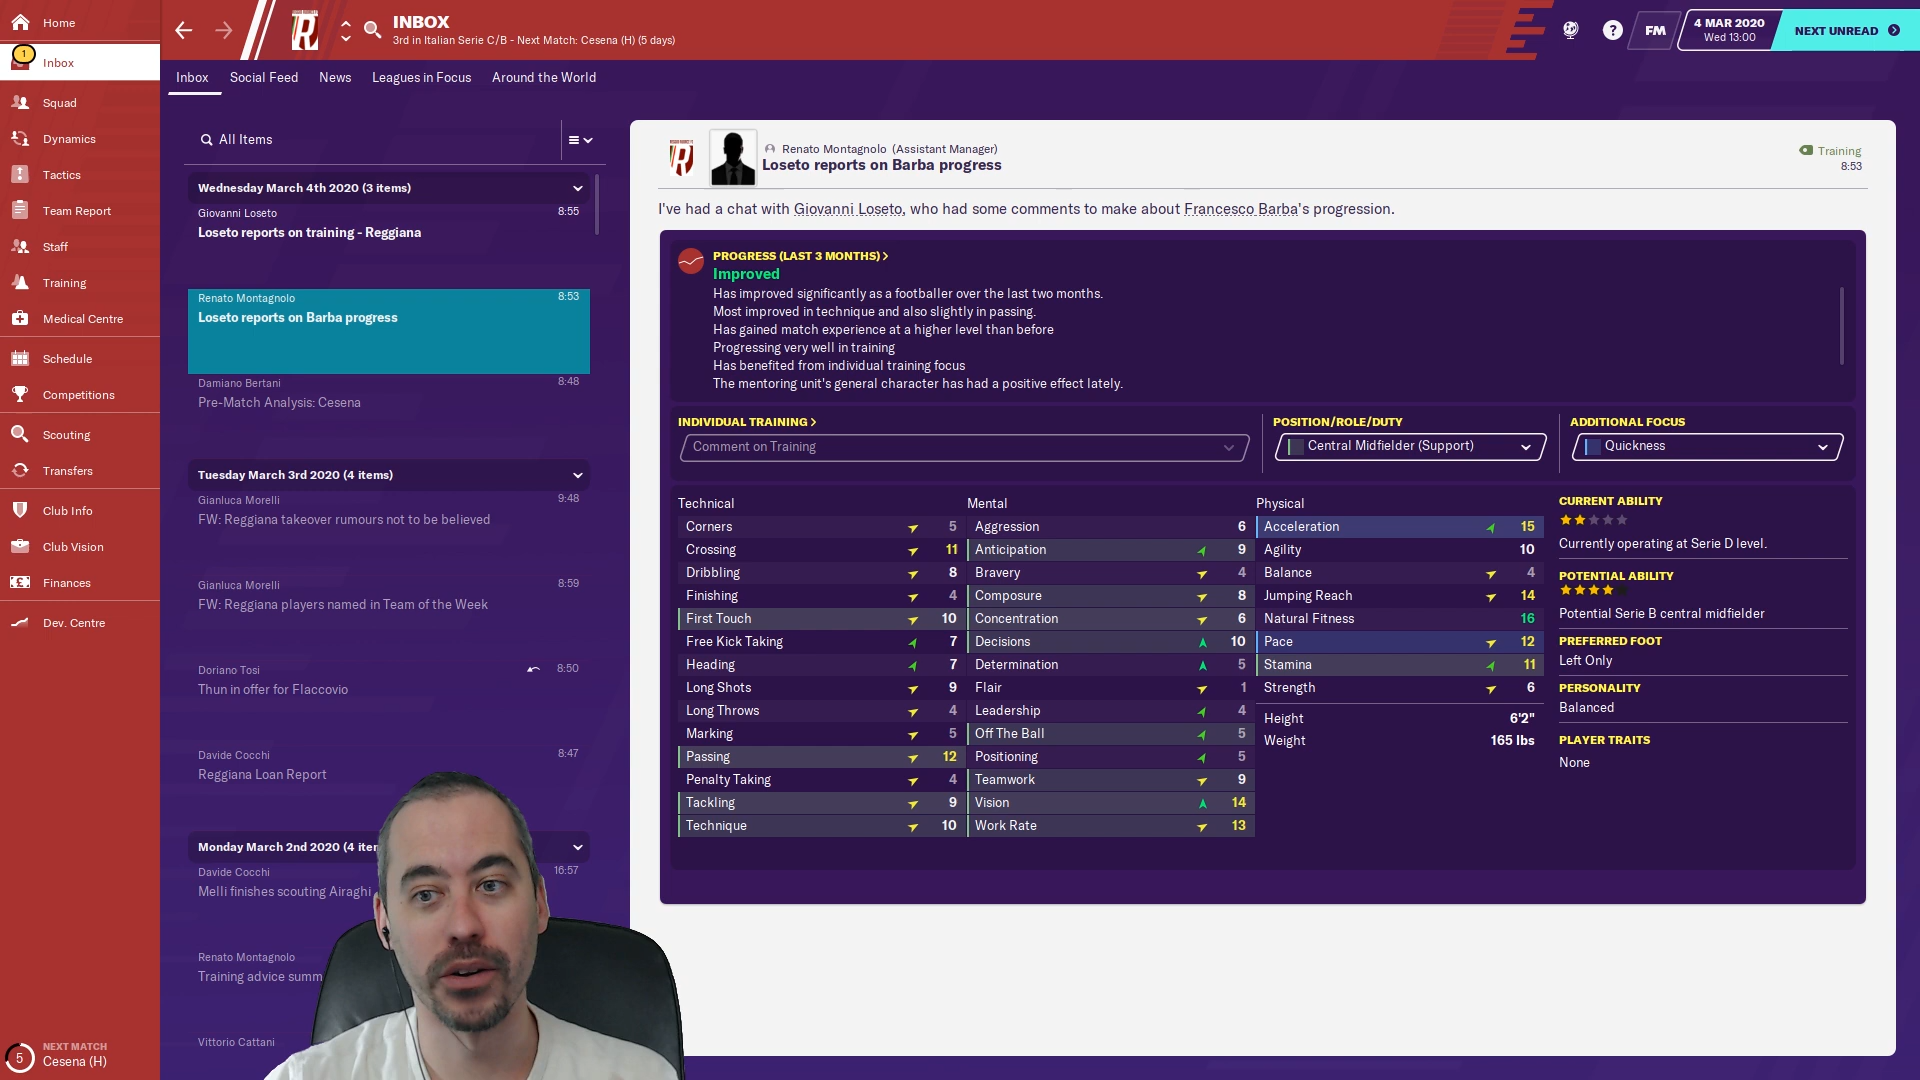 Home
1
Inbox
Squad
Dynamics
Tactics
Team Report
Staff
Training
Medical Centre
Schedule
Competitions
Scouting
Transfers
Club Info
Club Vision
Finances
Dev. Centre
5
NEXT MATCH
Cesena (H)
R
INBOX
3rd in Italian Serie C/B - Next Match: Cesena (H) (5 days)
?
FM
4 MAR 2020
Wed 13:00
NEXT UNREAD
Inbox
Social Feed
News
Leagues in Focus
Around the World
All Items
Wednesday March 4th 2020 (3 items)
Giovanni Loseto 8:55
Loseto reports on training - Reggiana
Renato Montagnolo 8:53
Loseto reports on Barba progress
Damiano Bertani 8:48
Pre-Match Analysis: Cesena
Tuesday March 3rd 2020 (4 items)
Gianluca Morelli 9:48
FW: Reggiana takeover rumours not to be believed
Gianluca Morelli 8:59
FW: Reggiana players named in Team of the Week
Doriano Tosi 8:50
Thun in offer for Flaccovio
Davide Cocchi 8:47
Reggiana Loan Report
Monday March 2nd 2020 (4 iter
Davide Cocchi 16:57
Melli finishes scouting Airaghi
Renato Montagnolo
Training advice summ
Vittorio Cattani
R
Renato Montagnolo (Assistant Manager)
Loseto reports on Barba progress
Training
8:53
I've had a chat with Giovanni Loseto, who had some comments to make about Francesco Barba's progression.
PROGRESS (LAST 3 MONTHS)
Improved
Has improved significantly as a footballer over the last two months.
Most improved in technique and also slightly in passing.
Has gained match experience at a higher level than before
Progressing very well in training
Has benefited from individual training focus
The mentoring unit's general character has had a positive effect lately.
INDIVIDUAL TRAINING
Comment on Training
POSITION/ROLE/DUTY
Central Midfielder (Support)
ADDITIONAL FOCUS
Quickness
Technical
Corners 5
Crossing 11
Dribbling 8
Finishing 4
First Touch 10
Free Kick Taking 7
Heading 7
Long Shots 9
Long Throws 4
Marking 5
Passing 12
Penalty Taking 4
Tackling 9
Technique 10
Mental
Aggression 6
Anticipation 9
Bravery 4
Composure 8
Concentration 6
Decisions 10
Determination 5
Flair 1
Leadership 4
Off The Ball 5
Positioning 5
Teamwork 9
Vision 14
Work Rate 13
Physical
Acceleration 15
Agility 10
Balance 4
Jumping Reach 14
Natural Fitness 16
Pace 12
Stamina 11
Strength 6
Height 6'2"
Weight 165 lbs
CURRENT ABILITY
Currently operating at Serie D level.
POTENTIAL ABILITY
Potential Serie B central midfielder
PREFERRED FOOT
Left Only
PERSONALITY
Balanced
PLAYER TRAITS
None